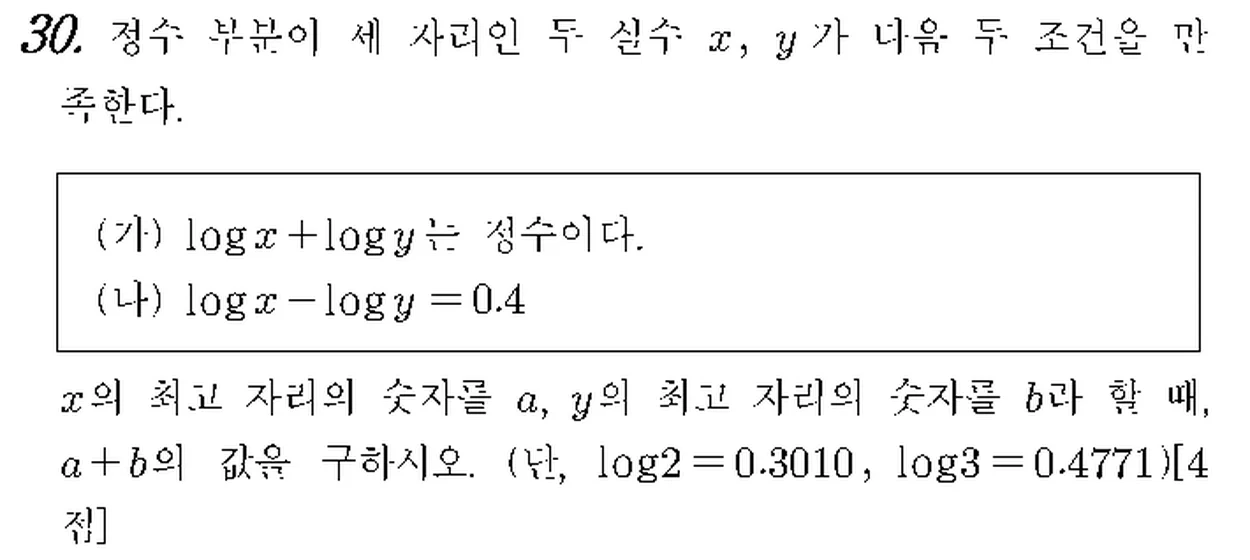 30. 정수 부분이 세 자리인 두 실수 x, y가 다음 두 조건을 만
족한다.
(가) log x + log y는 정수이다.
(나) log x - log y = 0.4
x의 최고 자리의 숫자를 a, y의 최고 자리의 숫자를 b라 할 때,
a+b의 값을 구하시오. (단, log2=0.3010, log3=0.4771)[4
점]